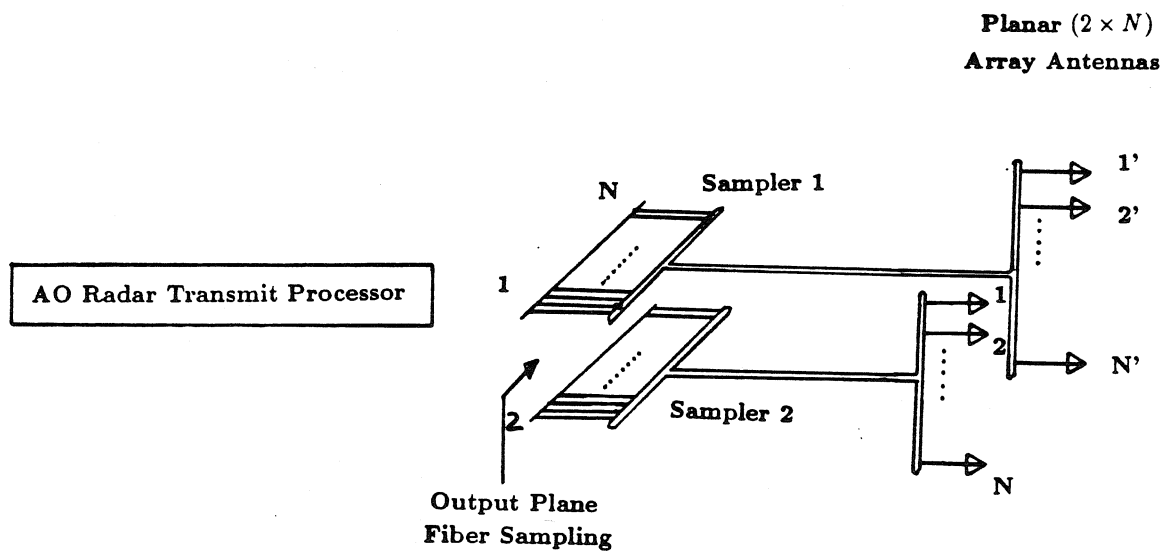 Planar (2 × N)
Array Antennas
1'
N
Sampler 1
2'
1
1
AO Radar Transmit Processor
2
N'
2
Sampler 2
N
Output Plane
Fiber Sampling